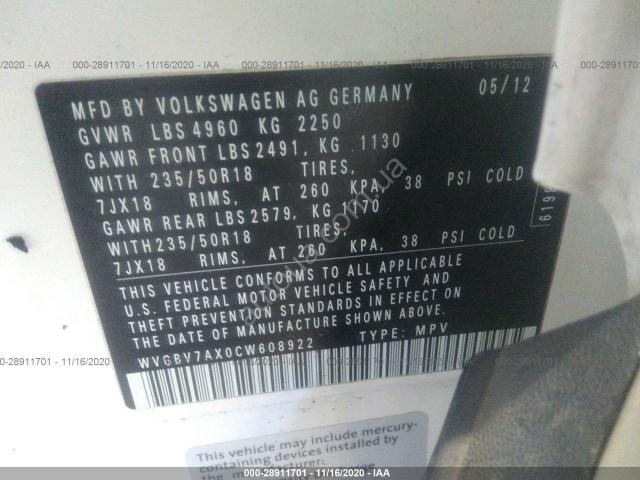 000-28911701 - 11/16/2020 - IAA
MFD BY VOLKSWAGEN AG GERMANY 05/12
GVWR LBS 4960 KG 2250
GAWR FRONT LBS 2491, KG 1130
WITH 235/50R18 TIRES,
7JX18 RIMS, AT 260 KPA, 38 PSI COLD
GAWR REAR LBS 2579, KG 1170
WITH 235/50R18 TIRES,
7JX18 RIMS, AT 260 KPA, 38 PSI COLD
THIS VEHICLE CONFORMS TO ALL APPLICABLE
U.S. FEDERAL MOTOR VEHICLE SAFETY AND
THEFT PREVENTION STANDARDS IN EFFECT ON
THE DATE OF MANUFACTURE SHOWN ABOVE.
WVGBV7AX0CW608922 TYPE: MPV
This vehicle may include mercury-
containing devices installed by
the manufacturer:
000-28911701 - 11/16/2020 - IAA